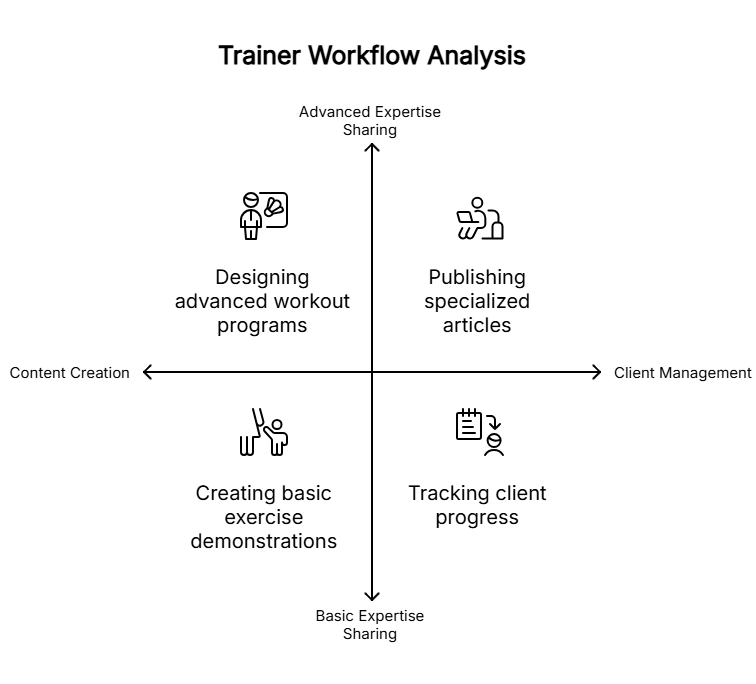 Trainer Workflow Analysis
Advanced Expertise
Sharing
Designing
advanced workout
programs
Publishing
specialized
articles
Content Creation
Client Management
Creating basic
exercise
demonstrations
Tracking client
progress
Basic Expertise
Sharing